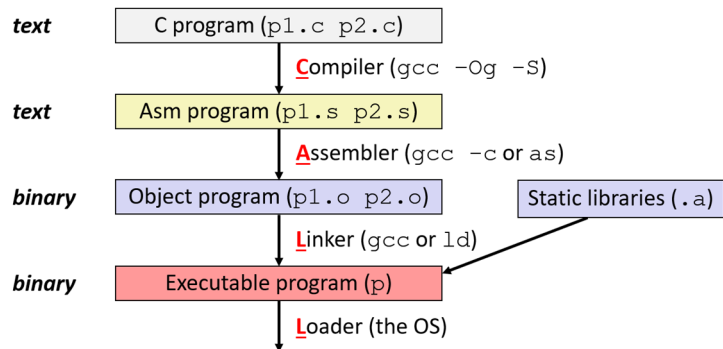 text C program (p1.c p2.c)
Compiler (gcc -Og -S)
text Asm program (p1.s p2.s)
Assembler (gcc -c or as)
binary Object program (p1.o p2.o) Static libraries (.a)
Linker (gcc or ld)
binary Executable program (p)
Loader (the OS)